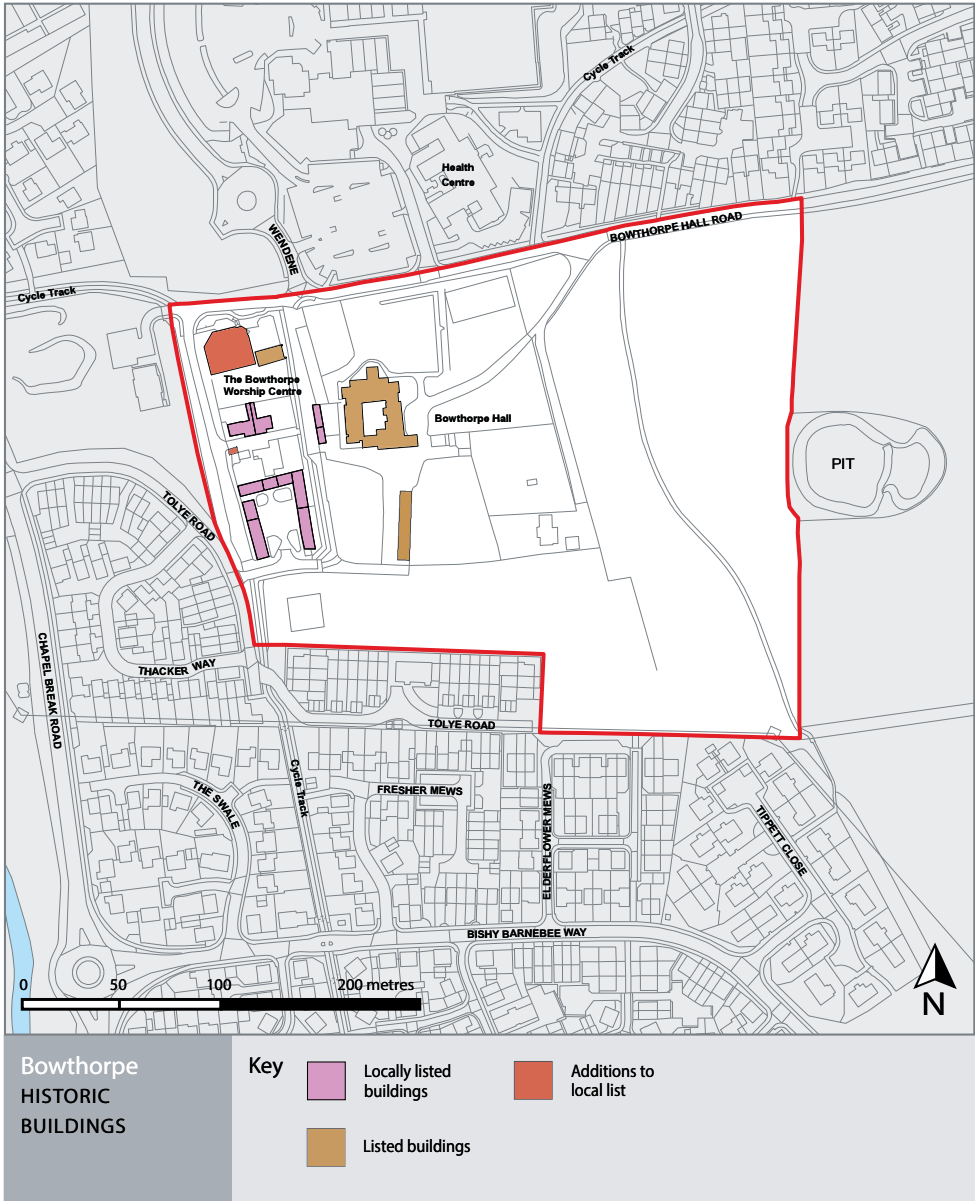 Cycle Track
Health
Centre
WENDENE
BOWTHORPE HALL ROAD
Cycle Track
The Bowthorpe
Worship Centre
Bowthorpe Hall
PIT
TOLYE ROAD
CHAPEL BREAK ROAD
THACKER WAY
TOLYE ROAD
Cycle Track
THE SWALE
FRESHER MEWS
ELDERFLOWER MEWS
TIPPETT CLOSE
BISHY BARNEBEE WAY
0 50 100 200 metres
N
Bowthorpe
HISTORIC
BUILDINGS
Key
Locally listed
buildings
Additions to
local list
Listed buildings